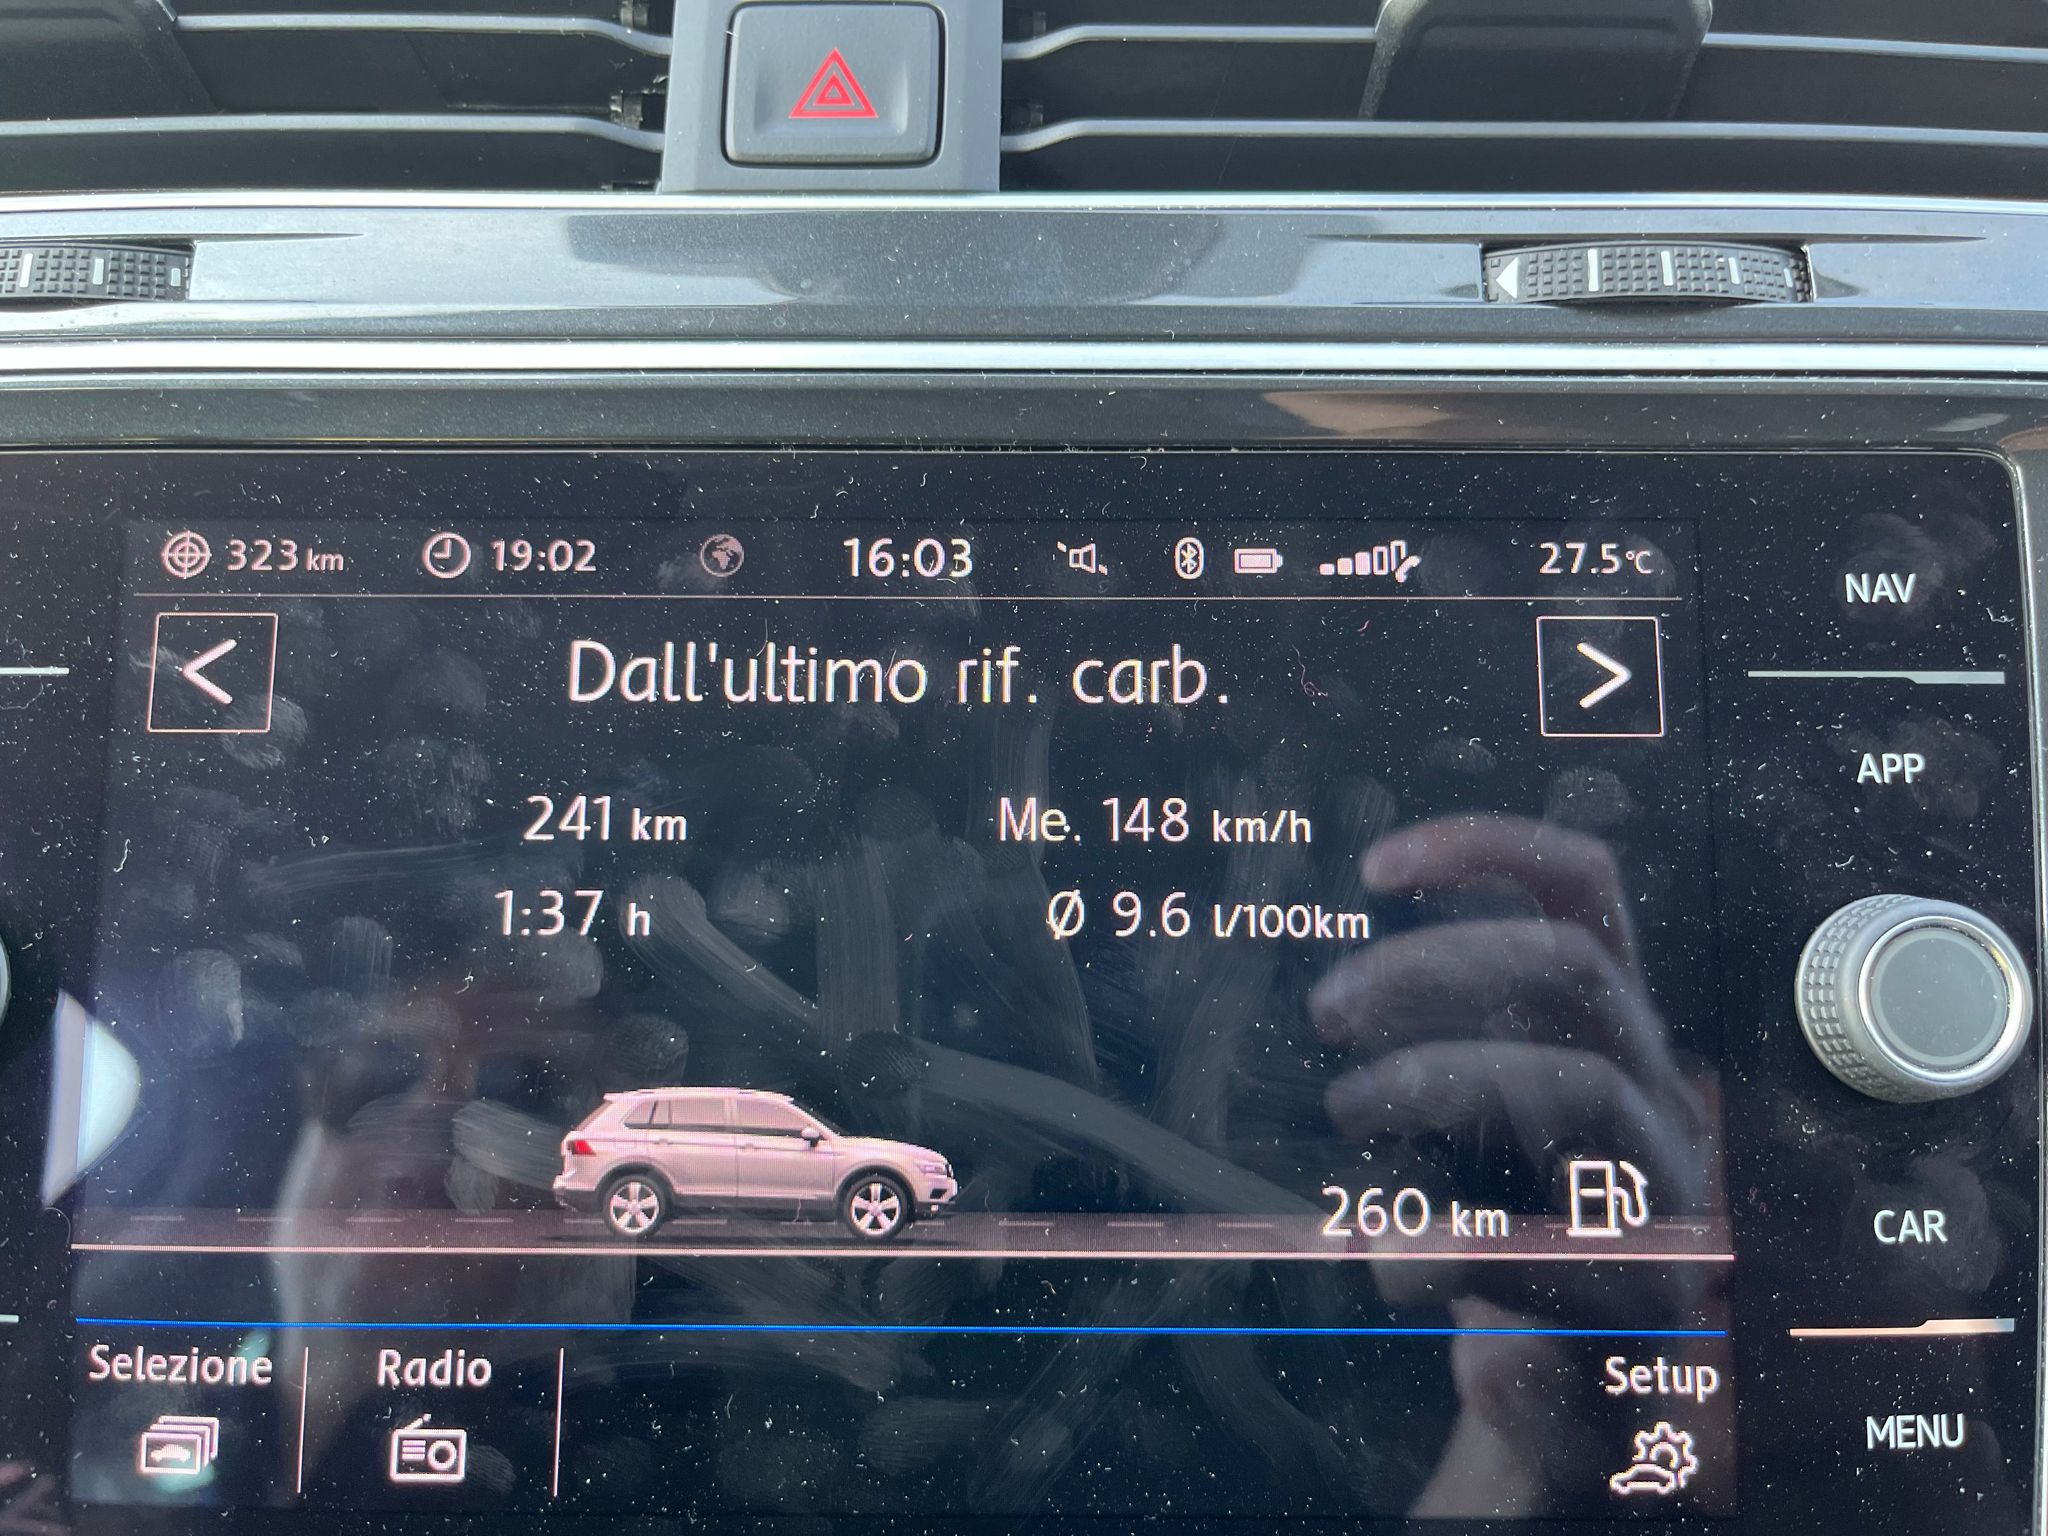 323 km 19:02 16:03 27.5°C
NAV
< Dall'ultimo rif. carb. >
APP
241 km Me. 148 km/h
1:37 h Ø 9.6 l/100km
260 km
CAR
Selezione Radio Setup
MENU